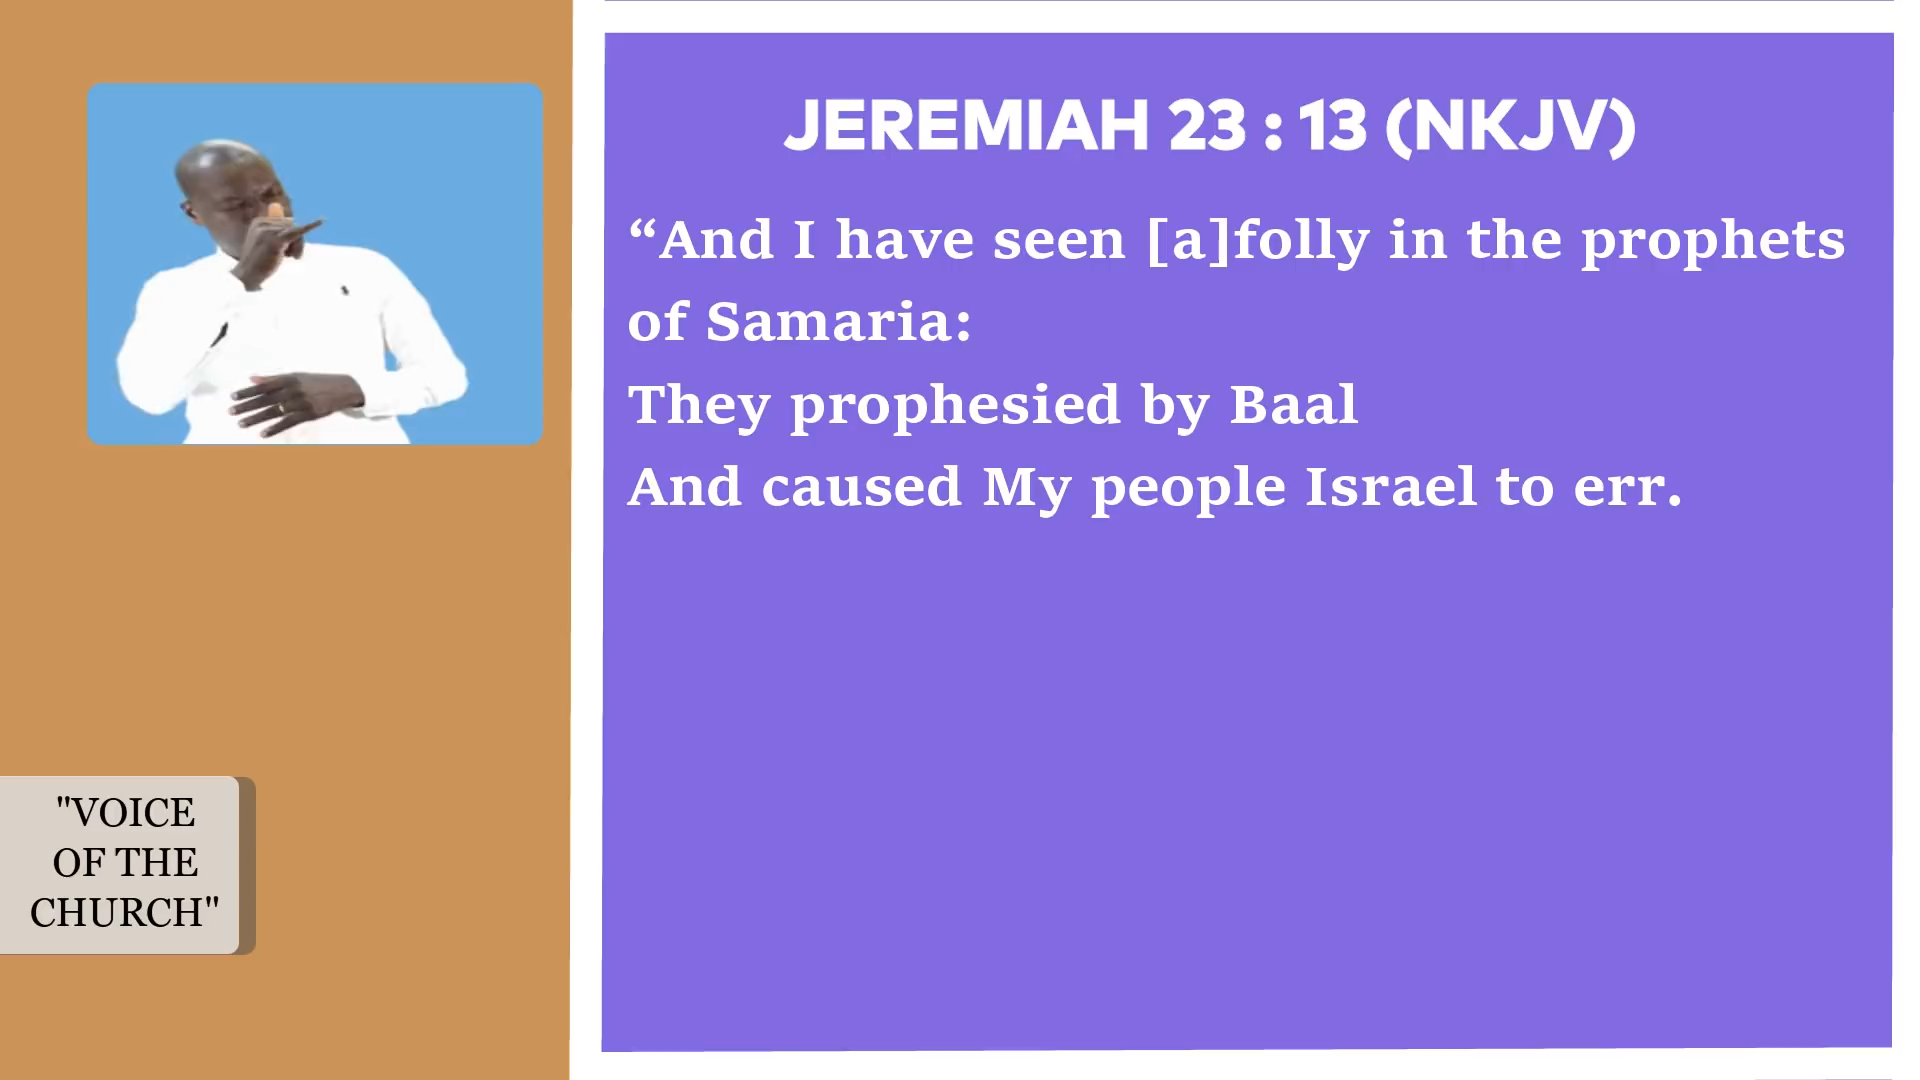 JEREMIAH 23 : 13 (NKJV)
“And I have seen [a]folly in the prophets
of Samaria:
They prophesied by Baal
And caused My people Israel to err.
"VOICE
OF THE
CHURCH"